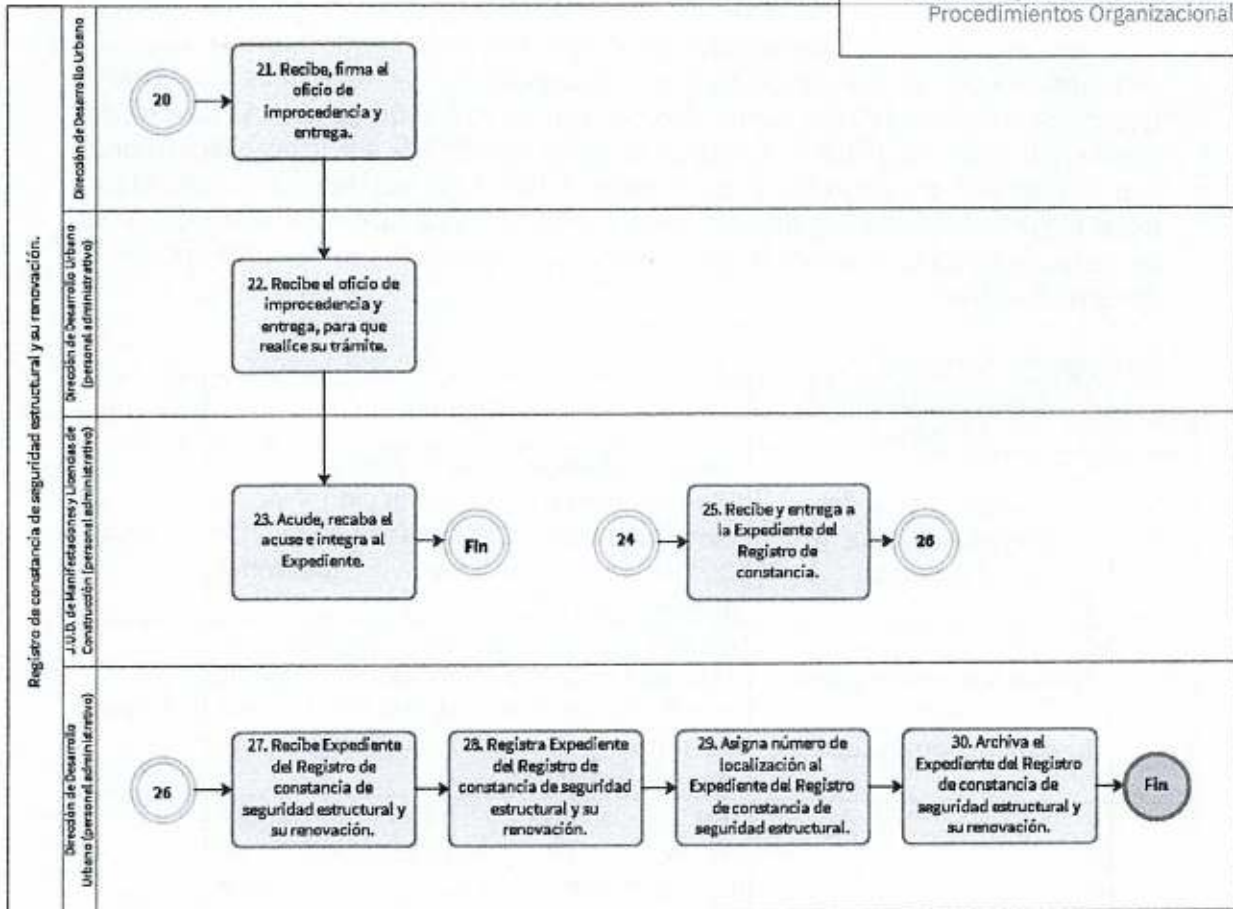 Procedimientos Organizacional
Registro de constancia de seguridad estructural y su renovación.
Dirección de Desarrollo Urbano
20
21. Recibe, firma el
oficio de
improcedencia y
entrega.
Dirección de Desarrollo Urbano
(personal administrativo)
22. Recibe el oficio de
improcedencia y
entrega, para que
realice su trámite.
J.U.D. de Manifestaciones y Licencias de
Construcción (personal administrativo)
23. Acude, recaba el
acuse e integra al
Expediente.
Fin
24
25. Recibe y entrega a
la Expediente del
Registro de
constancia.
26
Dirección de Desarrollo
Urbano (personal administrativo)
26
27. Recibe Expediente
del Registro de
constancia de
seguridad estructural y
su renovación.
28. Registra Expediente
del Registro de
constancia de seguridad
estructural y su
renovación.
29. Asigna número de
localización al
Expediente del Registro
de constancia de
seguridad estructural.
30. Archiva el
Expediente del Registro
de constancia de
seguridad estructural y
su renovación.
Fin